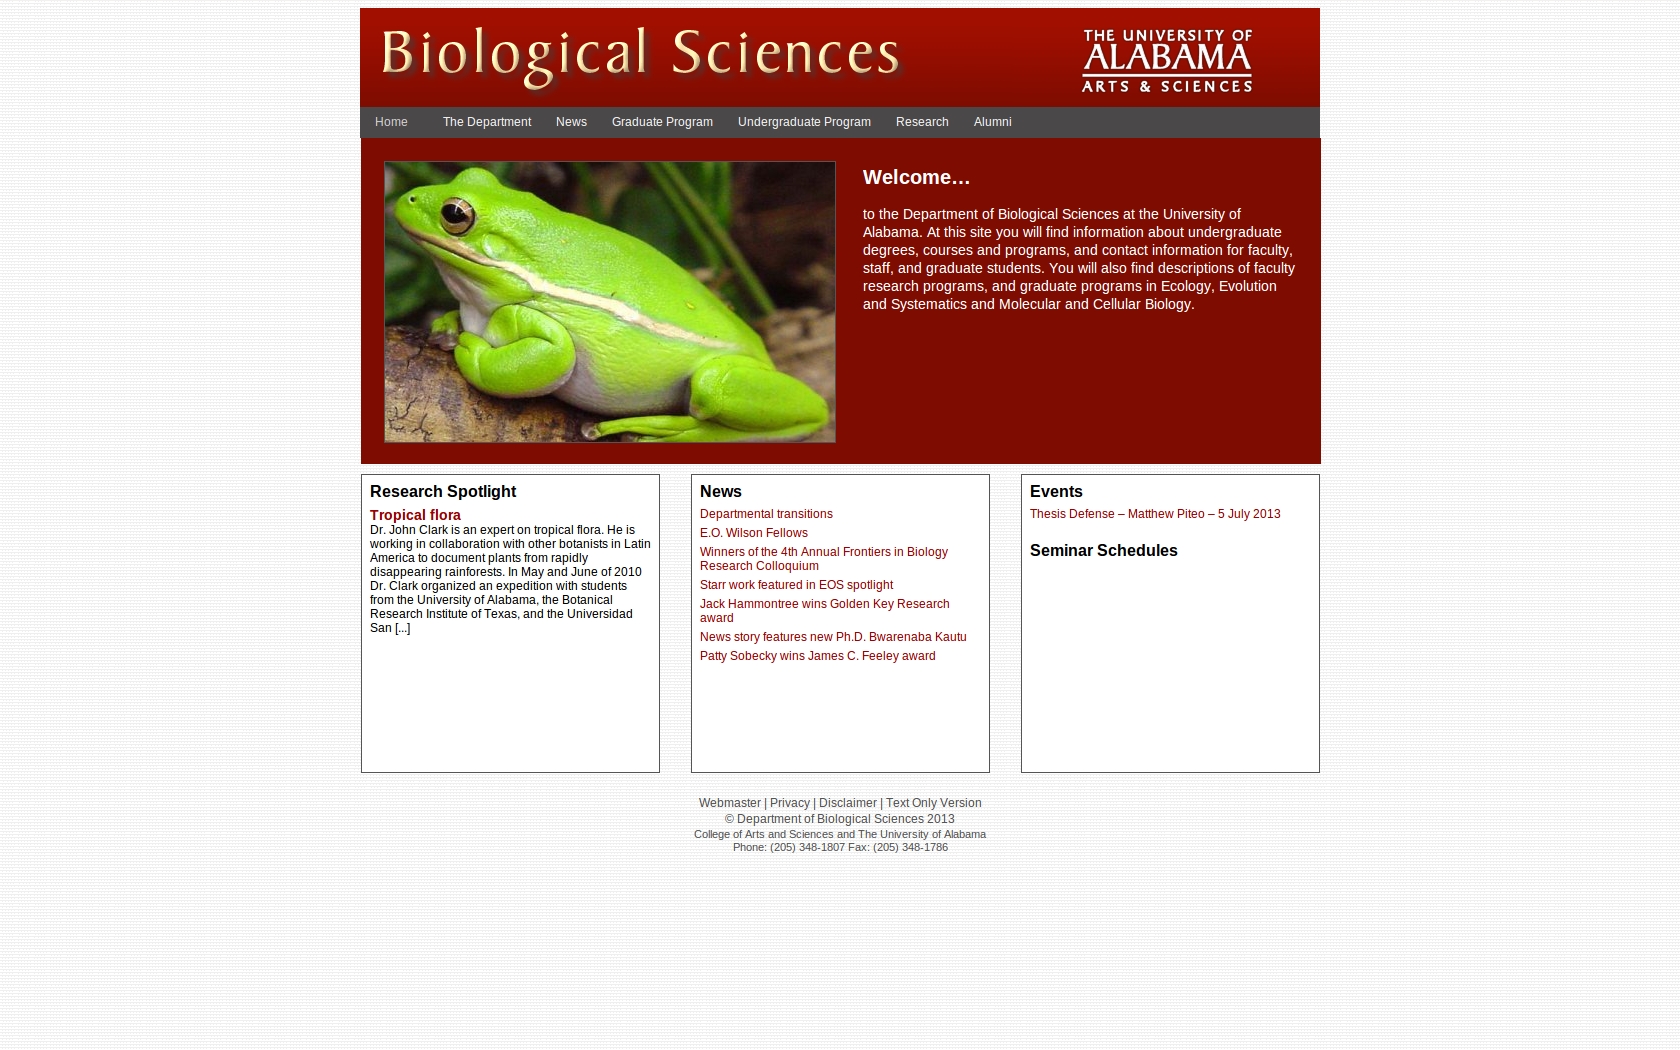 Biological Sciences
THE UNIVERSITY OF
ALABAMA
ARTS & SCIENCES
Home The Department News Graduate Program Undergraduate Program Research Alumni
Welcome…
to the Department of Biological Sciences at the University of
Alabama. At this site you will find information about undergraduate
degrees, courses and programs, and contact information for faculty,
staff, and graduate students. You will also find descriptions of faculty
research programs, and graduate programs in Ecology, Evolution
and Systematics and Molecular and Cellular Biology.
Research Spotlight
Tropical flora
Dr. John Clark is an expert on tropical flora. He is
working in collaboration with other botanists in Latin
America to document plants from rapidly
disappearing rainforests. In May and June of 2010
Dr. Clark organized an expedition with students
from the University of Alabama, the Botanical
Research Institute of Texas, and the Universidad
San [...]
News
Departmental transitions
E.O. Wilson Fellows
Winners of the 4th Annual Frontiers in Biology
Research Colloquium
Starr work featured in EOS spotlight
Jack Hammontree wins Golden Key Research
award
News story features new Ph.D. Bwarenaba Kautu
Patty Sobecky wins James C. Feeley award
Events
Thesis Defense – Matthew Piteo – 5 July 2013
Seminar Schedules
Webmaster | Privacy | Disclaimer | Text Only Version
© Department of Biological Sciences 2013
College of Arts and Sciences and The University of Alabama
Phone: (205) 348-1807 Fax: (205) 348-1786